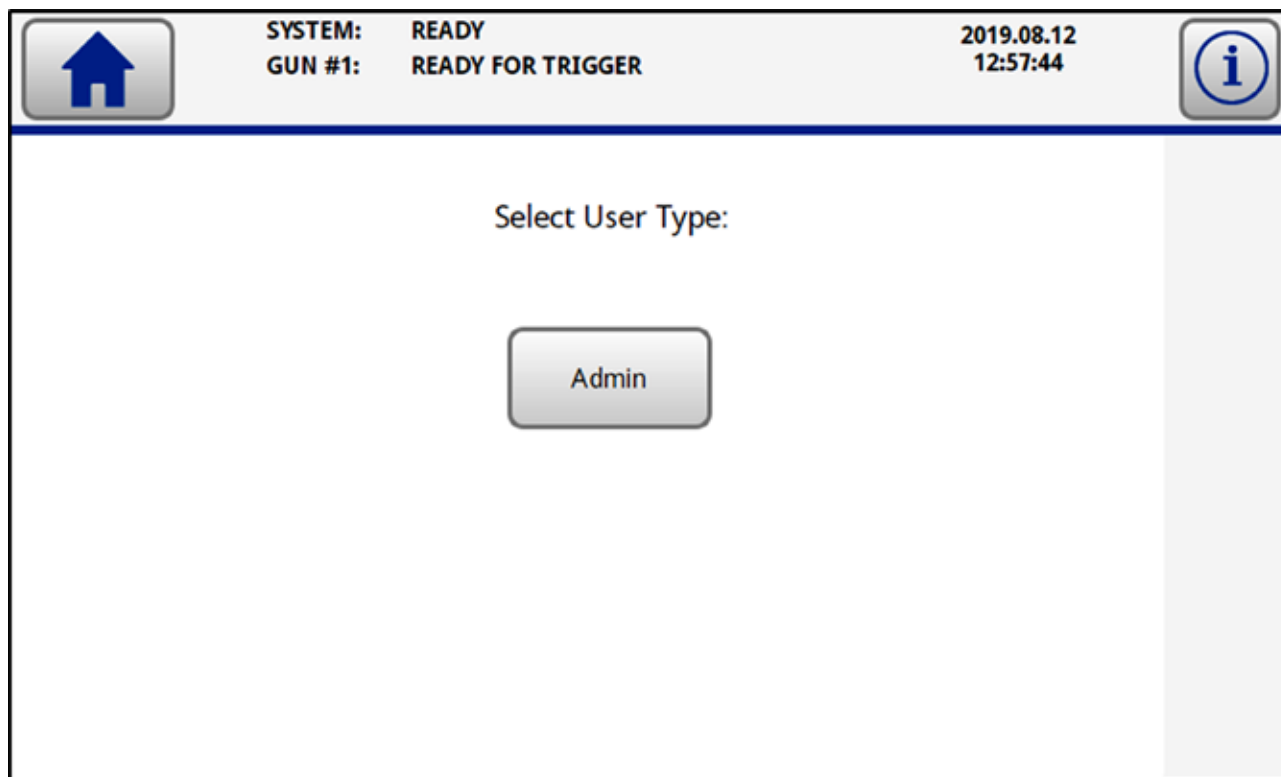 SYSTEM: READY
GUN #1: READY FOR TRIGGER
2019.08.12
12:57:44
i
Select User Type:
Admin